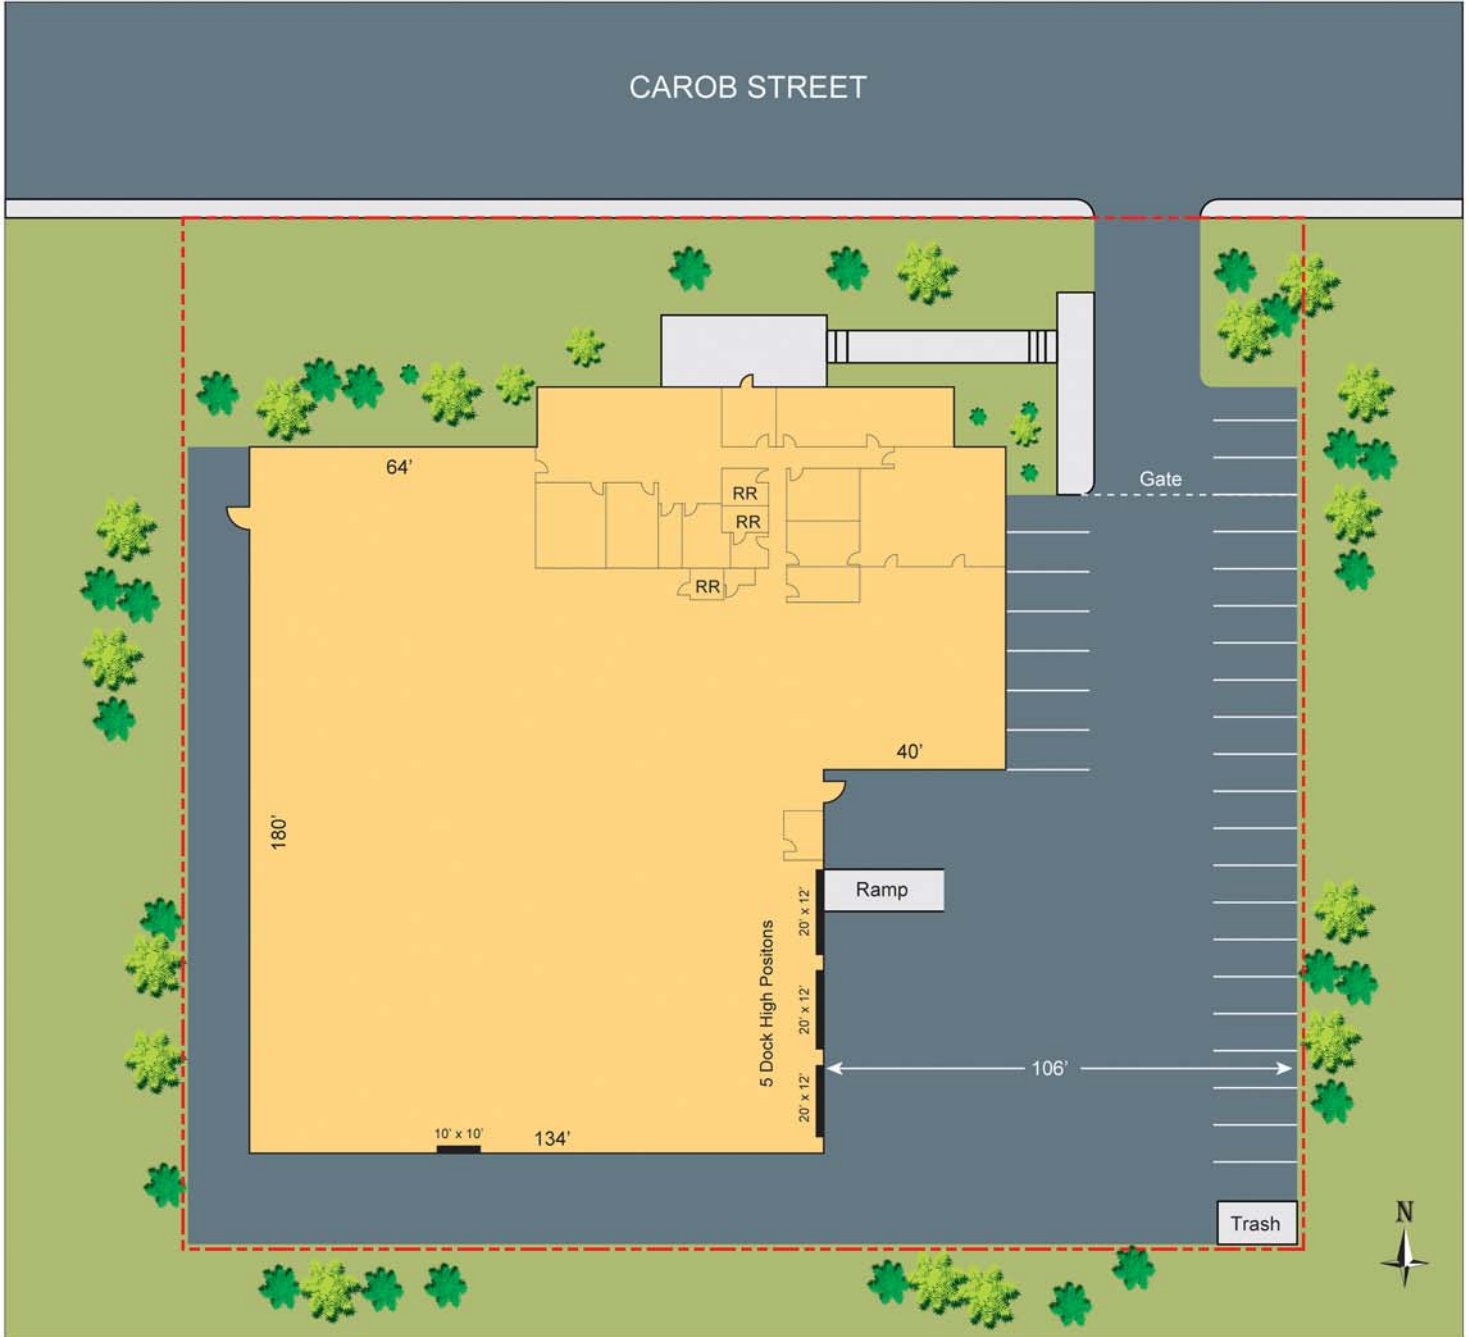 CAROB STREET
64’
Gate
RR
RR
RR
40’
180’
Ramp
20’ x 12’
5 Dock High Positons
20’ x 12’
106’
20’ x 12’
10’ x 10’
134’
Trash
N